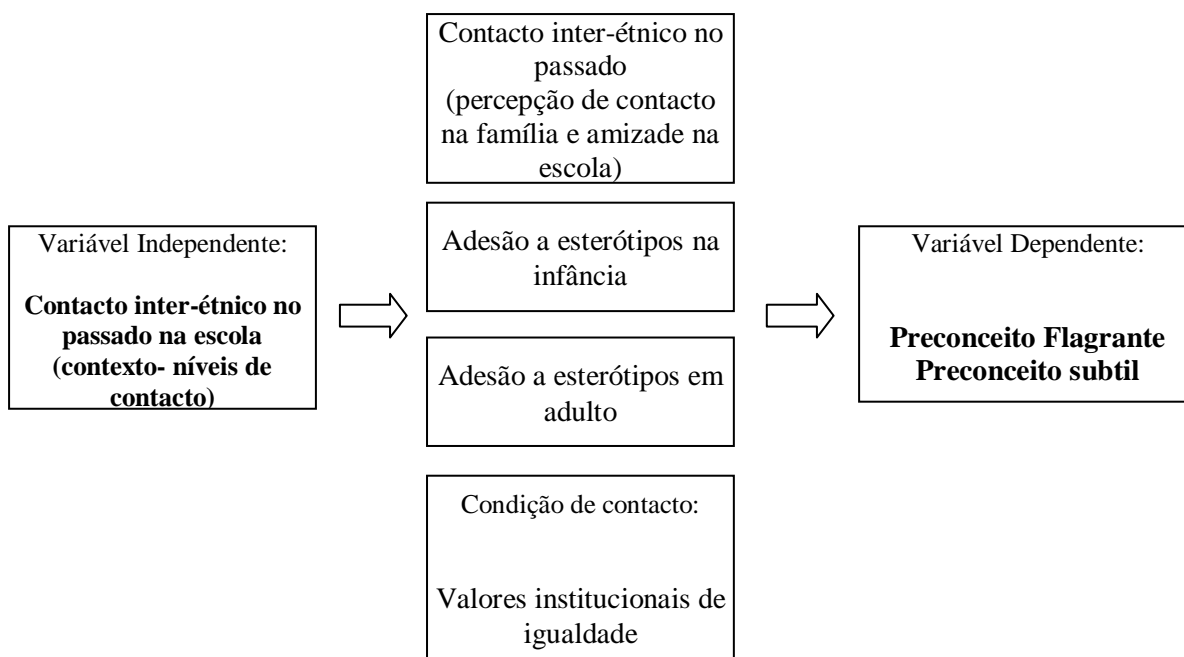 Contacto inter-étnico no
passado
(percepção de contacto
na família e amizade na
escola)
Variável Independente:
Contacto inter-étnico no
passado na escola
(contexto- níveis de
contacto)
Adesão a esterótipos na
infância
Adesão a esterótipos em
adulto
Condição de contacto:
Valores institucionais de
igualdade
Variável Dependente:
Preconceito Flagrante
Preconceito subtil